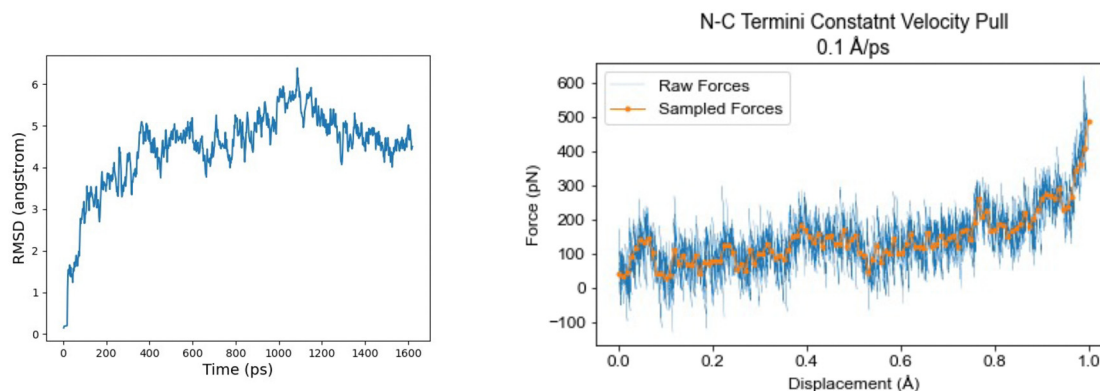 RMSD (angstrom)
6
5
4
3
2
1
0
0 200 400 600 800 1000 1200 1400 1600
Time (ps)
N-C Termini Constatnt Velocity Pull
0.1 Å/ps
Raw Forces
Sampled Forces
Force (pN)
600
500
400
300
200
100
0
−100
0.0 0.2 0.4 0.6 0.8 1.0
Displacement (Å)